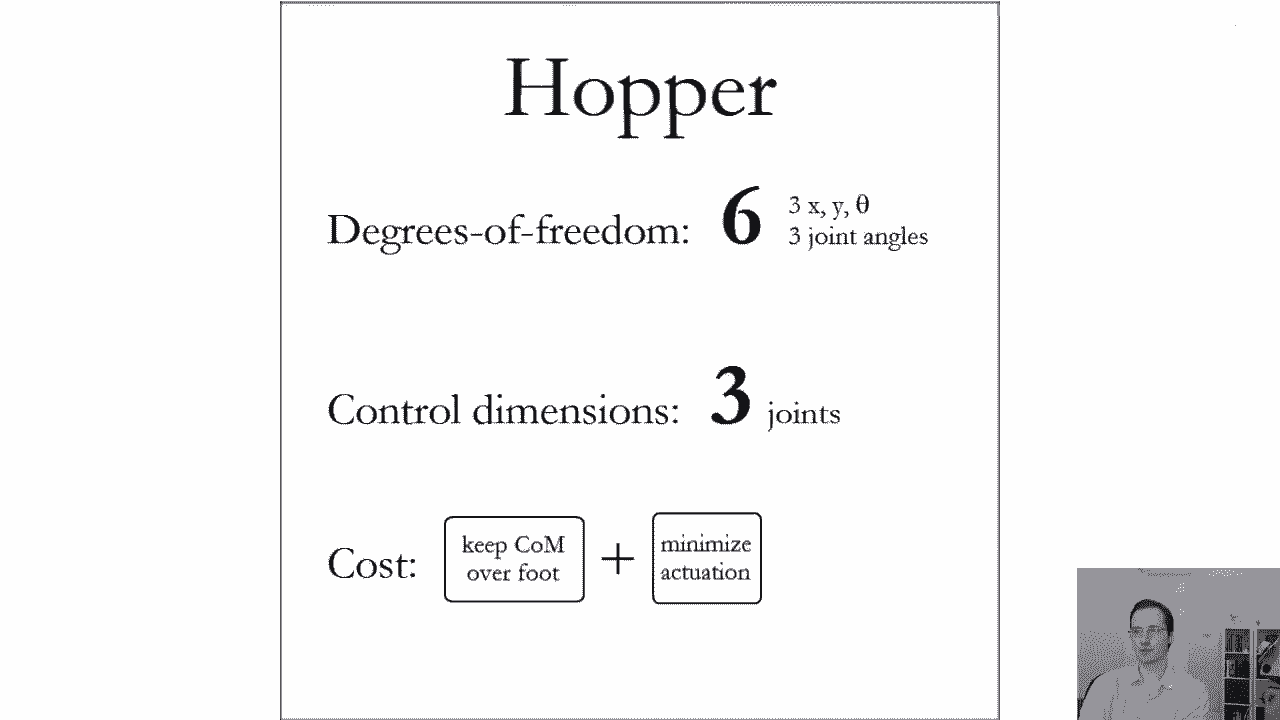 Hopper
Degrees-of-freedom: 6
3 x, y, θ
3 joint angles
Control dimensions: 3 joints
Cost:
keep CoM
over foot
+
minimize
actuation